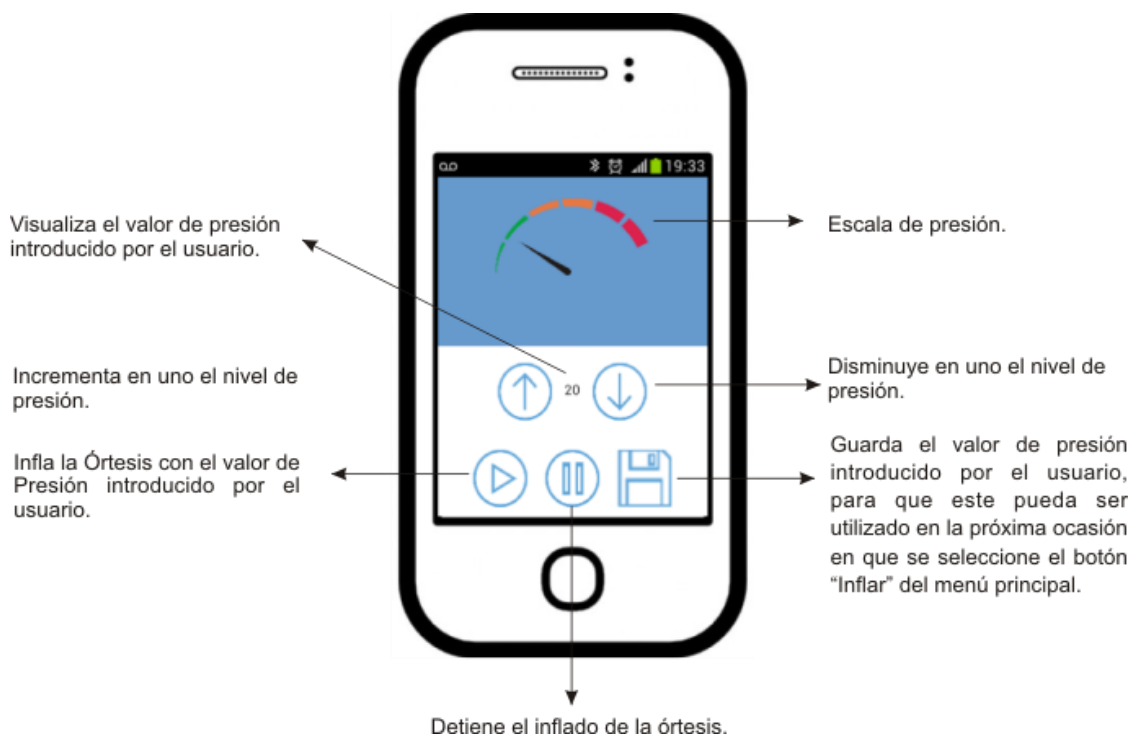 19:33
Visualiza el valor de presión
introducido por el usuario.
Escala de presión.
Incrementa en uno el nivel de
presión.
20
Disminuye en uno el nivel de
presión.
Infla la Órtesis con el valor de
Presión introducido por el
usuario.
Guarda el valor de presión
introducido por el usuario,
para que este pueda ser
utilizado en la próxima ocasión
en que se seleccione el botón
“Inflar” del menú principal.
Detiene el inflado de la órtesis.